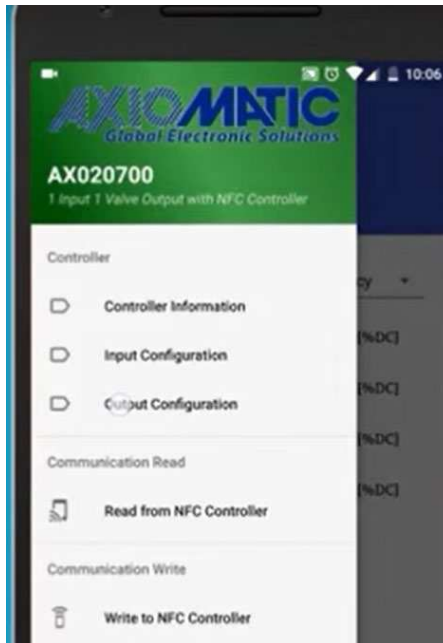 10:06
AXIOMATIC
Global Electronic Solutions
AX020700
1 Input 1 Valve Output with NFC Controller
Controller
Controller Information
Input Configuration
Output Configuration
Communication Read
Read from NFC Controller
Communication Write
Write to NFC Controller
cy
[%DC]
[%DC]
[%DC]
[%DC]